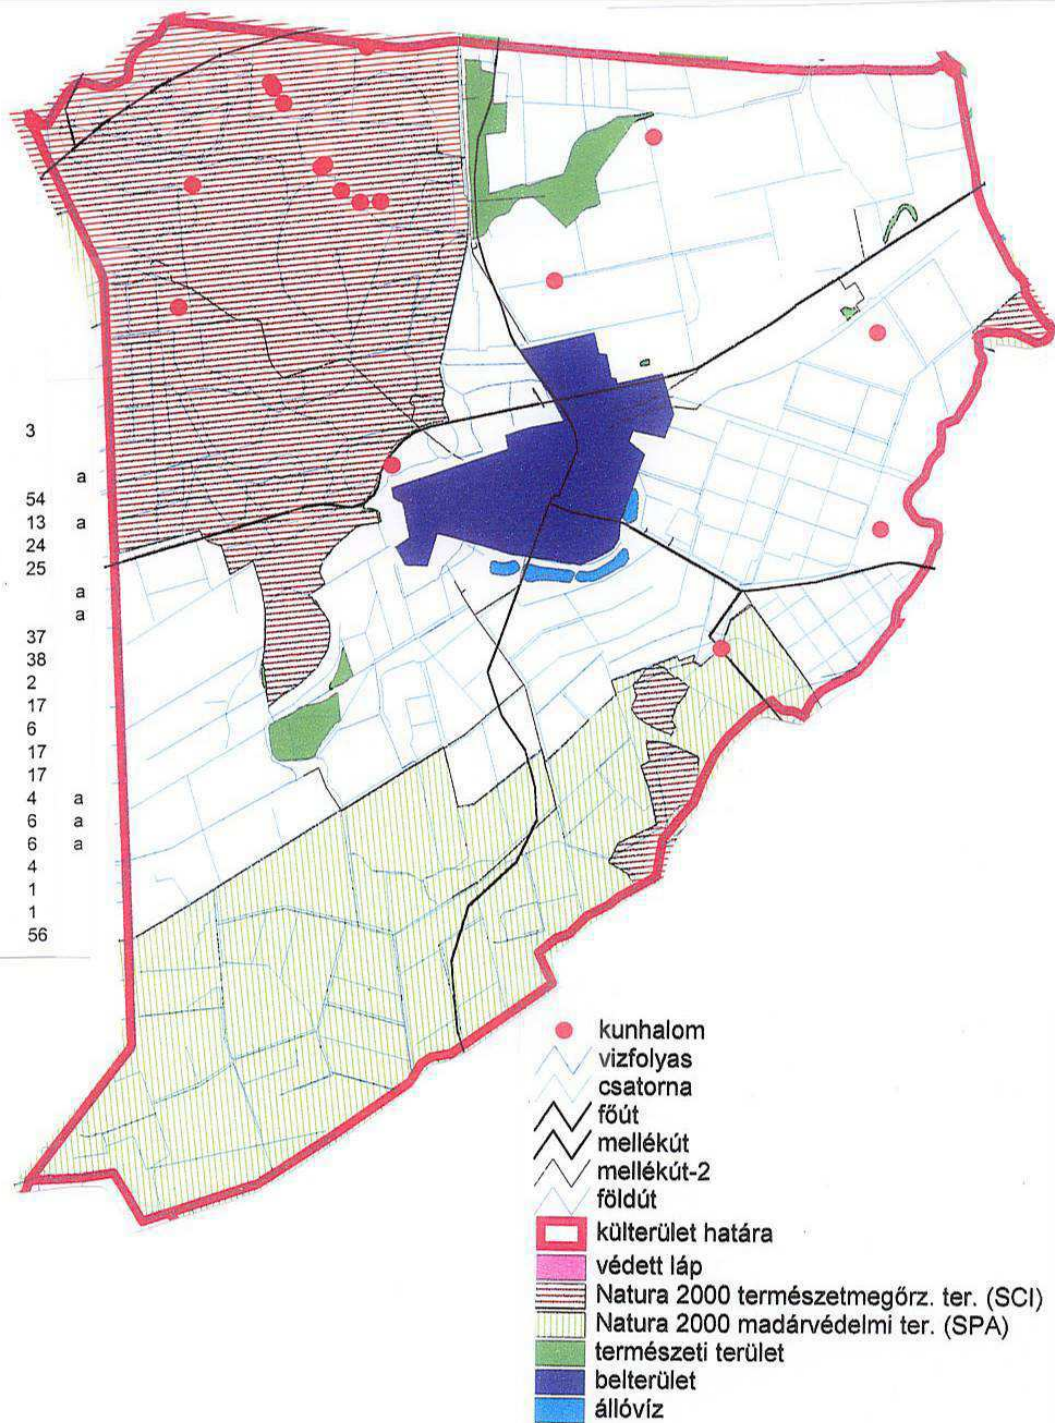 3
a
54
13 a
24
25
a
a
37
38
2
17
6
17
17
4 a
6 a
6 a
4
1
1
56
kunhalom
vizfolyas
csatorna
főút
mellékút
mellékút-2
földút
külterület határa
védett láp
Natura 2000 természetmegőrz. ter. (SCI)
Natura 2000 madárvédelmi ter. (SPA)
természeti terület
belterület
állóvíz